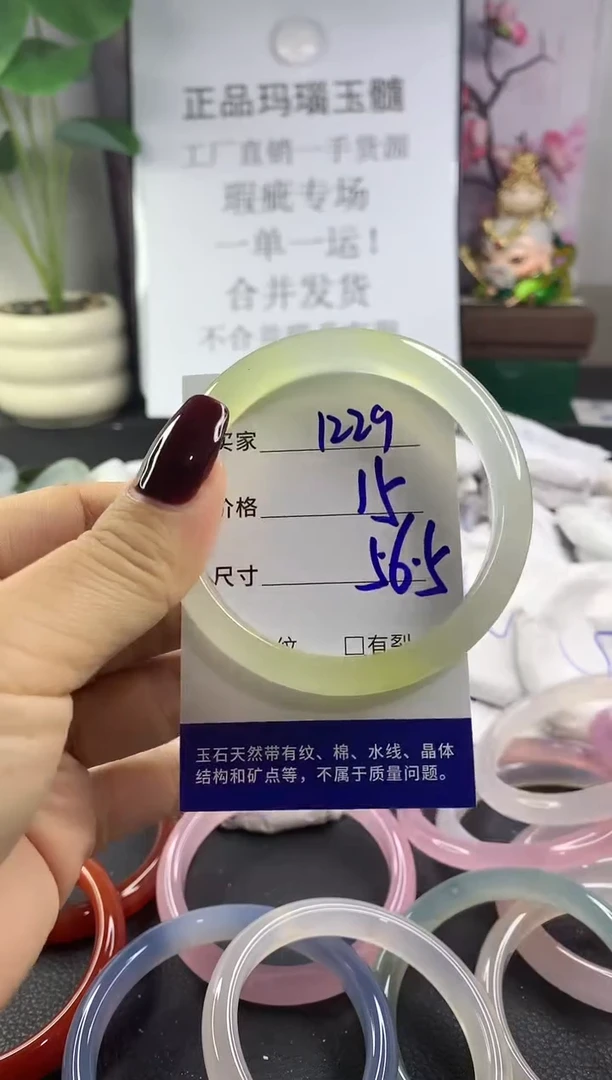 正品玛瑙玉髓
工厂直销一手货源
瑕疵专场
一单一运！
合并发货
卖家 1229
价格 15
尺寸 56.5
纹 □有裂
玉石天然带有纹、棉、水线、晶体
结构和矿点等，不属于质量问题。